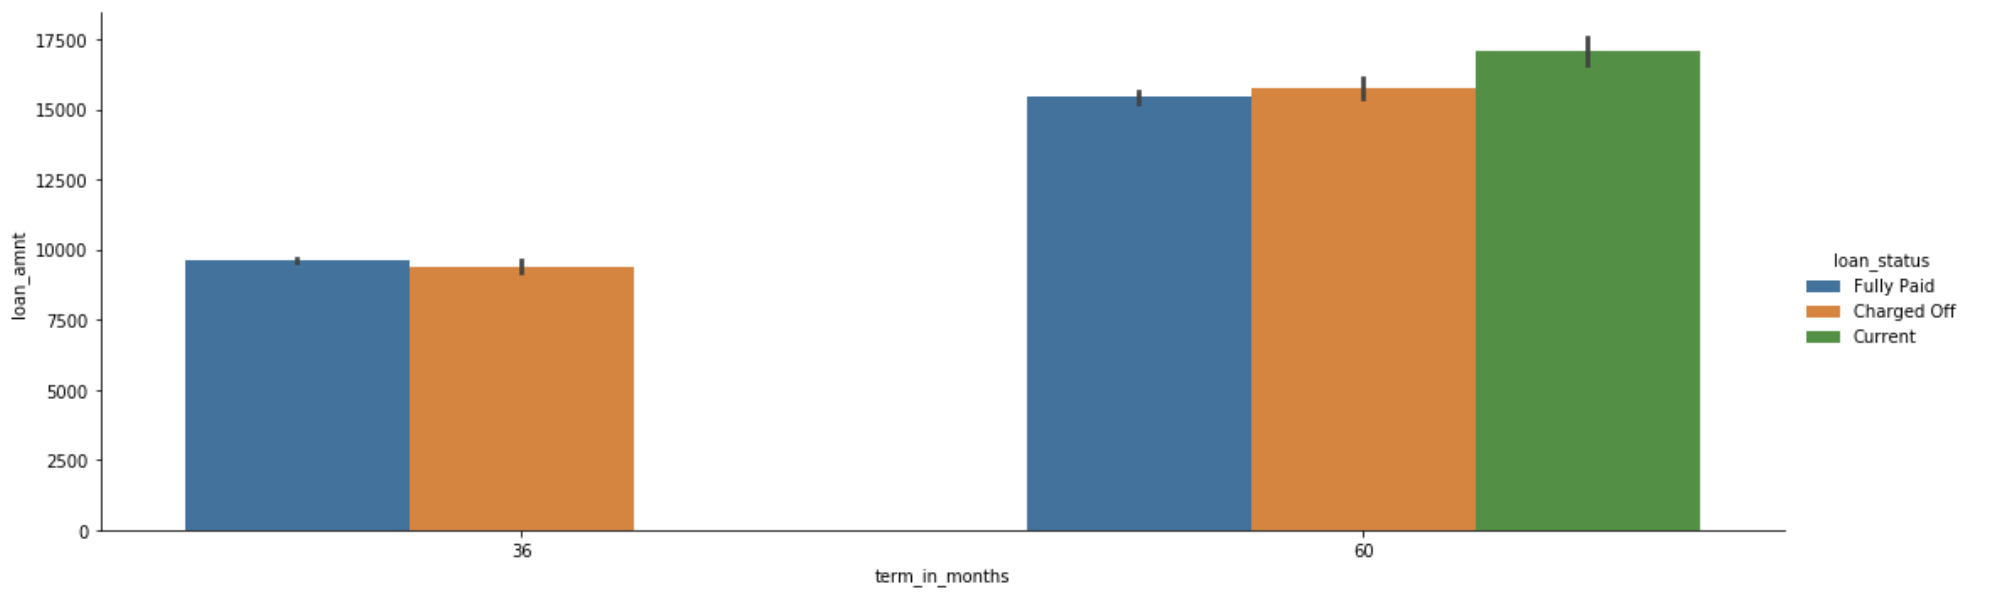 17500
15000
12500
10000
7500
5000
2500
0
loan_amnt
36
60
term_in_months
loan_status
Fully Paid
Charged Off
Current